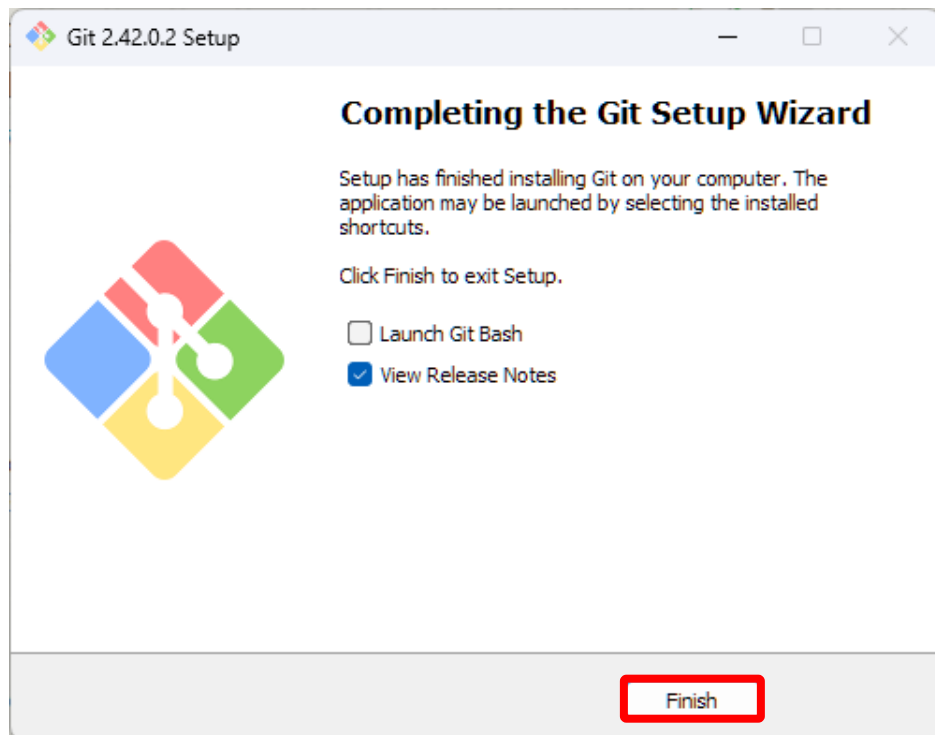 Git 2.42.0.2 Setup
Completing the Git Setup Wizard
Setup has finished installing Git on your computer. The
application may be launched by selecting the installed
shortcuts.
Click Finish to exit Setup.
Launch Git Bash
View Release Notes
Finish